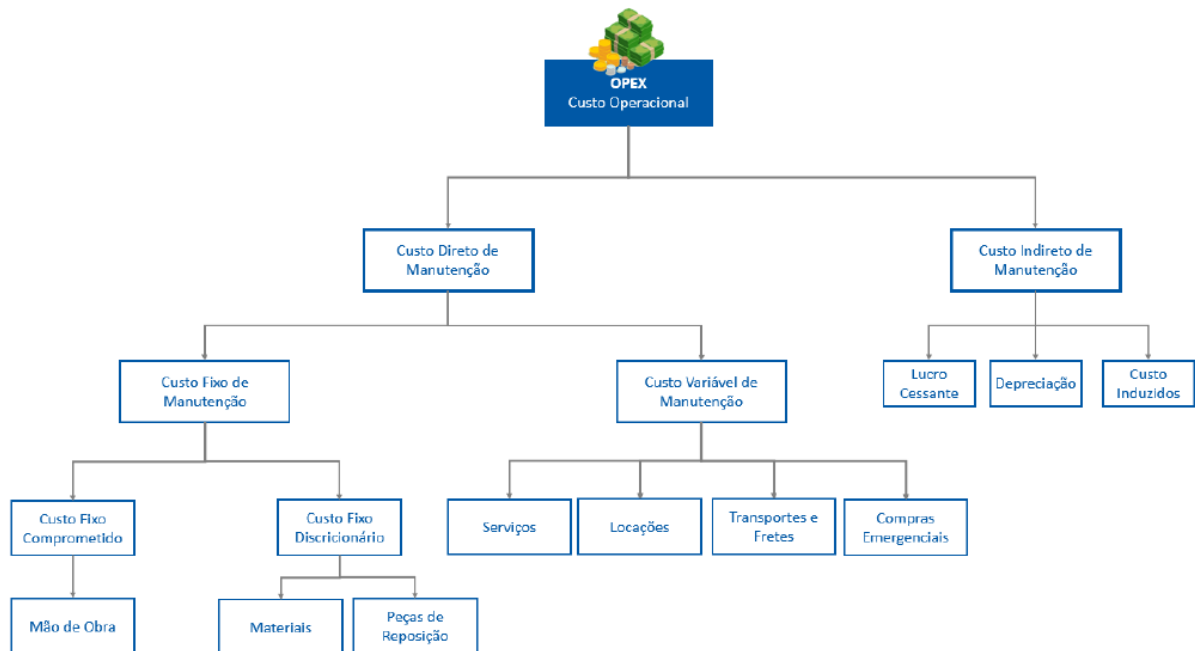 OPEX
Custo Operacional
Custo Direto de
Manutenção
Custo Indireto de
Manutenção
Custo Fixo de
Manutenção
Custo Variável de
Manutenção
Lucro
Cessante
Depreciação
Custo
Induzidos
Custo Fixo
Comprometido
Custo Fixo
Discricionário
Serviços
Locações
Transportes e
Fretes
Compras
Emergenciais
Mão de Obra
Materiais
Peças de
Reposição